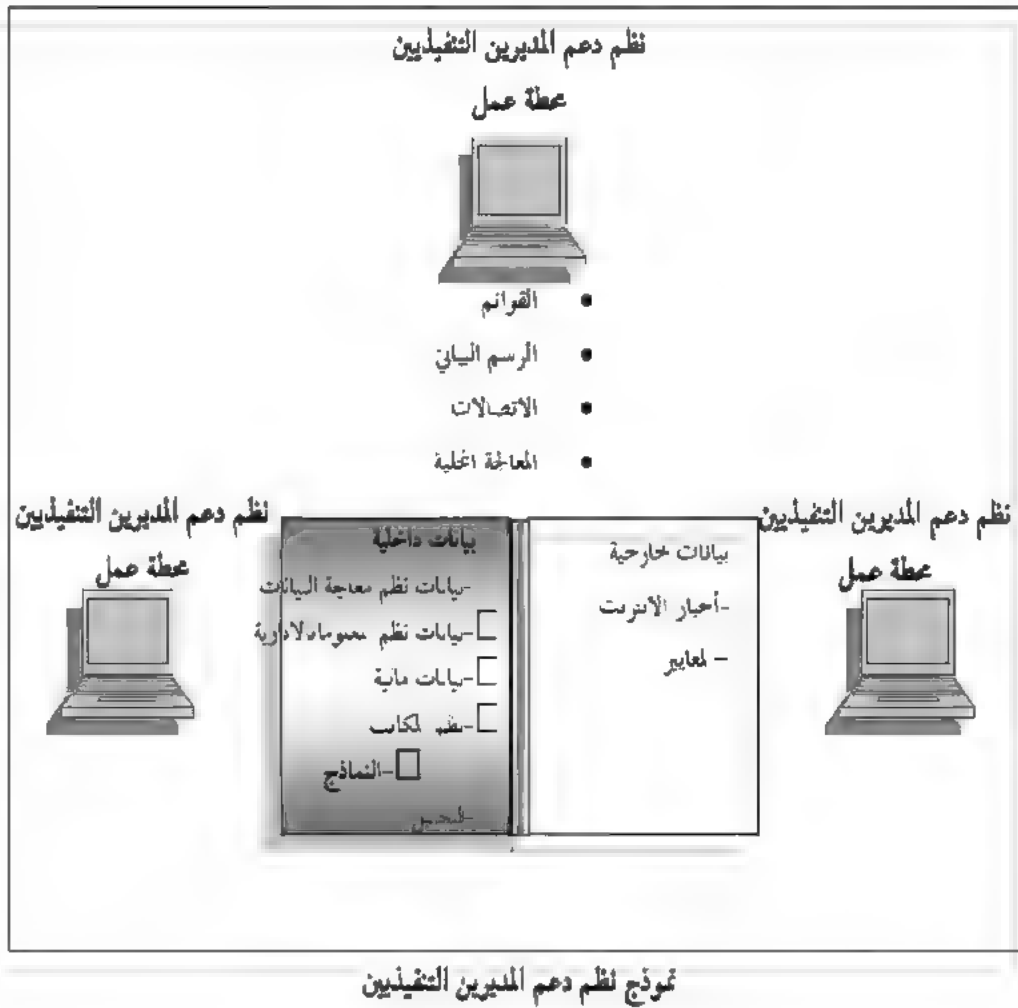 نظم دعم المديرين التنفيذيين
محطة عمل
• القوائم
• الرسم البياني
• الاتصالات
• المعالجة المحلية
نظم دعم المديرين التنفيذيين
محطة عمل
بيانات خارجية
-أخبار الانترنت
- المعايير
بيانات داخلية
-بيانات نظم معالجة البيانات
-بيانات نظم معلومات الادارية
-بيانات مالية
-نظم المكاتب
-النماذج
نظم دعم المديرين التنفيذيين
محطة عمل
نموذج نظم دعم المديرين التنفيذيين